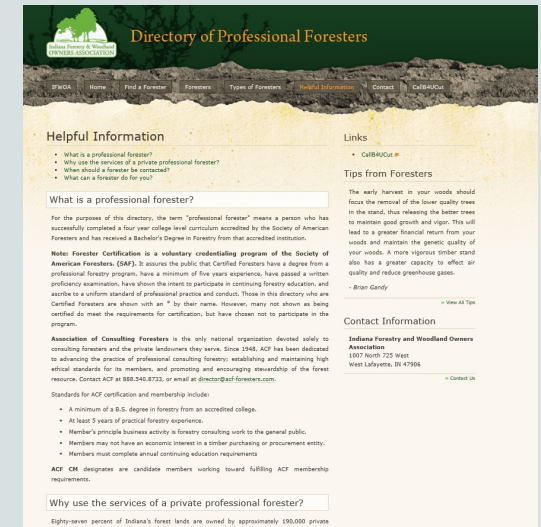 Indiana Forestry & Woodland
OWNERS ASSOCIATION
Directory of Professional Foresters
IFWOA Home Find a Forester Foresters Types of Foresters Helpful Information Contact CallB4UCut
Helpful Information
• What is a professional forester?
• Why use the services of a private professional forester?
• When should a forester be contacted?
• What can a forester do for you?
What is a professional forester?
For the purposes of this directory, the term "professional forester" means a person who has
successfully completed a four year college level curriculum accredited by the Society of American
Foresters and has received a Bachelor's Degree in Forestry from that accredited institution.
Note: Forester Certification is a voluntary credentialing program of the Society of
American Foresters. (SAF). It assures the public that Certified Foresters have a degree from a
professional forestry program, have a minimum of five years experience, have passed a written
proficiency examination, have shown the intent to participate in continuing forestry education, and
ascribe to a uniform standard of professional practice and conduct. Those in this directory who are
Certified Foresters are shown with an * by their name. However, many not shown as being
certified do meet the requirements for certification, but have chosen not to participate in the
program.
Association of Consulting Foresters is the only national organization devoted solely to
consulting foresters and the private landowners they serve. Since 1948, ACF has been dedicated
to advancing the practice of professional consulting forestry; establishing and maintaining high
ethical standards for its members, and promoting and encouraging stewardship of the forest
resource. Contact ACF at 888.540.8733, or email at director@acf-foresters.com.
Standards for ACF certification and membership include:
• A minimum of a B.S. degree in forestry from an accredited college.
• At least 5 years of practical forestry experience.
• Member's principle business activity is forestry consulting work to the general public.
• Members may not have an economic interest in a timber purchasing or procurement entity.
• Members must complete annual continuing education requirements
ACF CM designates are candidate members working toward fulfilling ACF membership
requirements.
Why use the services of a private professional forester?
Eighty-seven percent of Indiana's forest lands are owned by approximately 190,000 private
Links
• CallB4UCut
Tips from Foresters
The early harvest in your woods should
focus the removal of the lower quality trees
in the stand, thus releasing the better trees
to maintain good growth and vigor. This will
lead to a greater financial return from your
woods and maintain the genetic quality of
your woods. A more vigorous timber stand
also has a greater capacity to effect air
quality and reduce greenhouse gases.
- Brian Gandy
» View All Tips
Contact Information
Indiana Forestry and Woodland Owners
Association
1007 North 725 West
West Lafayette, IN 47906
» Contact Us